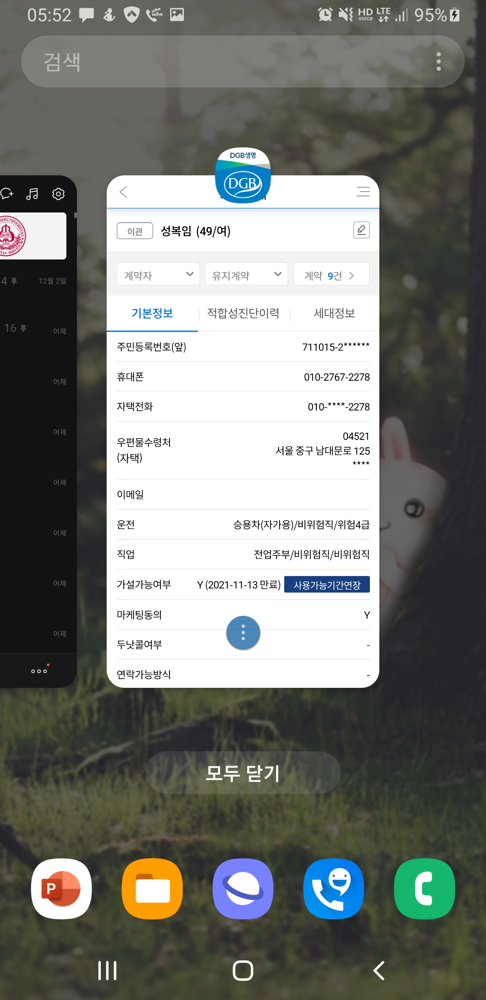 05:52
who
who
HD
voice
LTE
95%
검색
DGB생명
DGB
이관
성복임 (49/여)
계약자
유지계약
계약 9건
기본정보
적합성진단이력
세대정보
주민등록번호(앞)
711015-2******
휴대폰
010-2767-2278
자택전화
010-****-2278
우편물수령처
(자택)
04521
서울 중구 남대문로 125
****
이메일
운전
승용차(자가용)/비위험직/위험4급
직업
전업주부/비위험직/비위험직
가설가능여부
Y (2021-11-13 만료)
사용가능기간연장
마케팅동의
Y
두낫콜여부
-
연락가능방식
-
2000
4
12월 2일
16
어제
어제
어제
어제
어제
어제
어제
모두 닫기
P